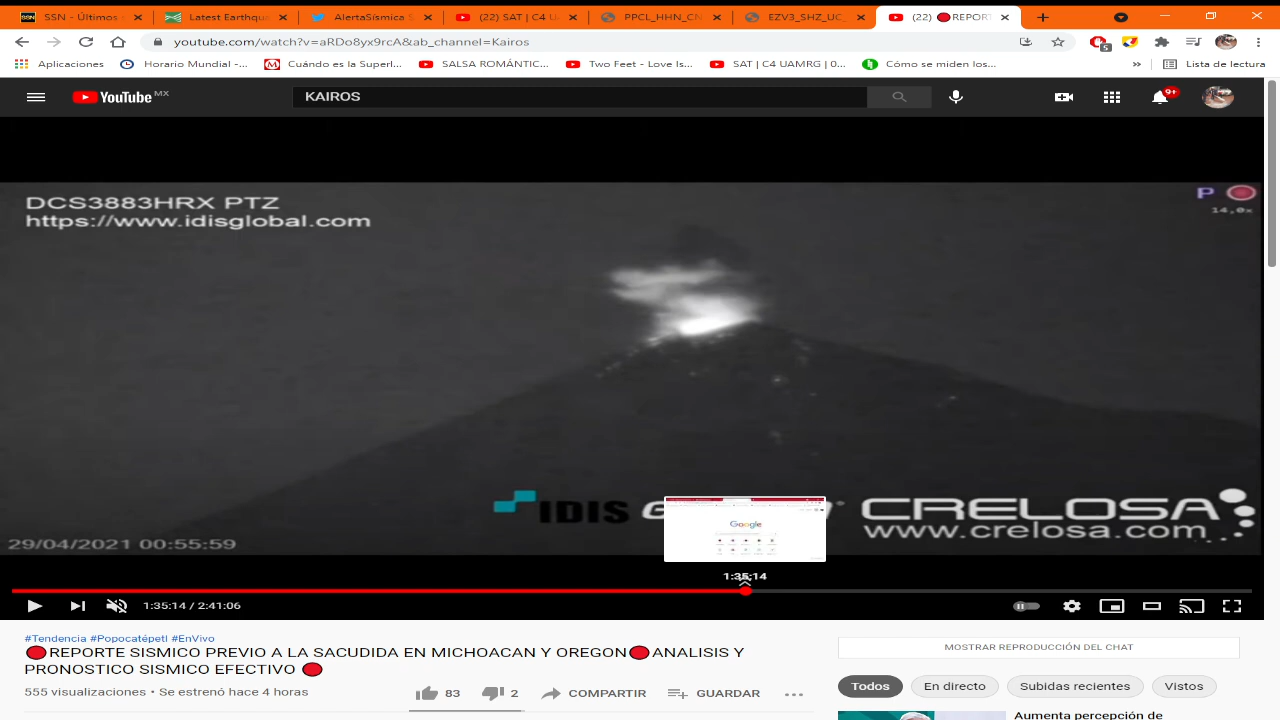 SSN - Últimos s
Latest Earthqu
AlertaSísmica S
(22) SAT | C4 U
PPCL_HHN_CN
EZV3_SHZ_UC_
(22) 🔴REPORT
youtube.com/watch?v=aRDo8yx9rcA&ab_channel=Kairos
5
Aplicaciones
Horario Mundial -...
Cuándo es la Superl...
SALSA ROMÁNTIC...
Two Feet - Love Is...
SAT | C4 UAMRG | 0...
Cómo se miden los...
»
Lista de lectura
YouTube MX
KAIROS
9+
DCS3883HRX PTZ
https://www.idisglobal.com
P
14,0x
IDIS
CRELOSA
www.crelosa.com
29/04/2021 00:55:59
Google
1:35:14
1:35:14 / 2:41:06
#Tendencia #Popocatépetl #EnVivo
🔴REPORTE SISMICO PREVIO A LA SACUDIDA EN MICHOACAN Y OREGON🔴ANALISIS Y
PRONOSTICO SISMICO EFECTIVO 🔴
555 visualizaciones • Se estrenó hace 4 horas
83
2
COMPARTIR
GUARDAR
MOSTRAR REPRODUCCIÓN DEL CHAT
Todos
En directo
Subidas recientes
Vistos
Aumenta percepción de